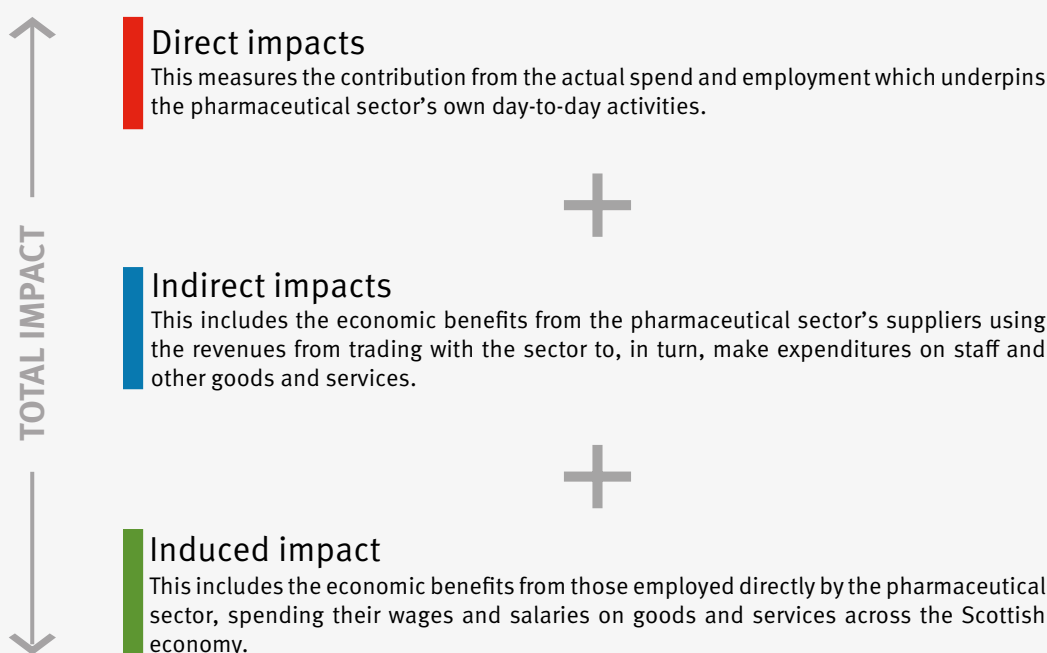 TOTAL IMPACT
Direct impacts
This measures the contribution from the actual spend and employment which underpins
the pharmaceutical sector’s own day-to-day activities.
+
Indirect impacts
This includes the economic benefits from the pharmaceutical sector’s suppliers using
the revenues from trading with the sector to, in turn, make expenditures on staff and
other goods and services.
+
Induced impact
This includes the economic benefits from those employed directly by the pharmaceutical
sector, spending their wages and salaries on goods and services across the Scottish
economy.